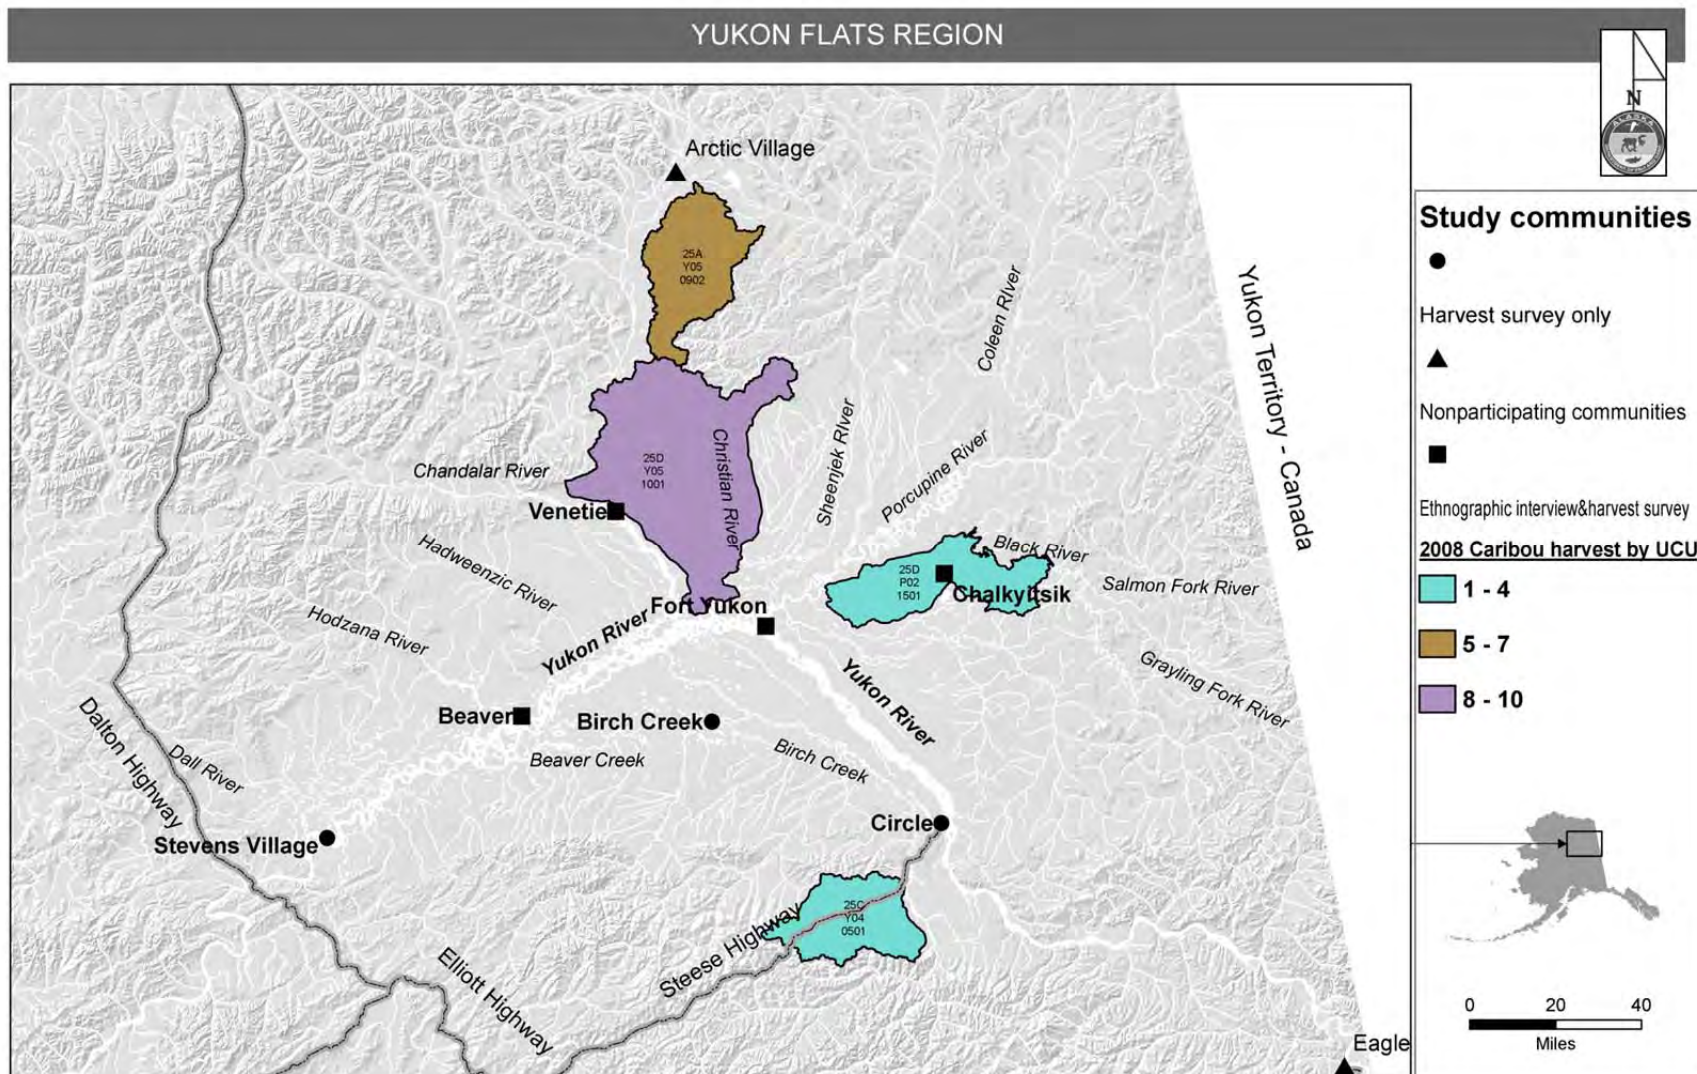 YUKON FLATS REGION
N
ALASKA
Arctic Village
25A
Y05
0902
Coleen River
Yukon Territory - Canada
Christian River
Sheenjek River
Porcupine River
Chandalar River
25D
Y05
1001
Venetie
Hadweenzic River
Black River
25D
P02
1501
Chalkyitsik
Salmon Fork River
Fort Yukon
Hodzana River
Yukon River
Yukon River
Grayling Fork River
Beaver
Birch Creek
Beaver Creek
Birch Creek
Dall River
Dalton Highway
Stevens Village
Circle
25C
Y04
0501
Steese Highway
Elliott Highway
Eagle
Study communities
Harvest survey only
Nonparticipating communities
Ethnographic interview&harvest survey
2008 Caribou harvest by UCU
1 - 4
5 - 7
8 - 10
0 20 40
Miles